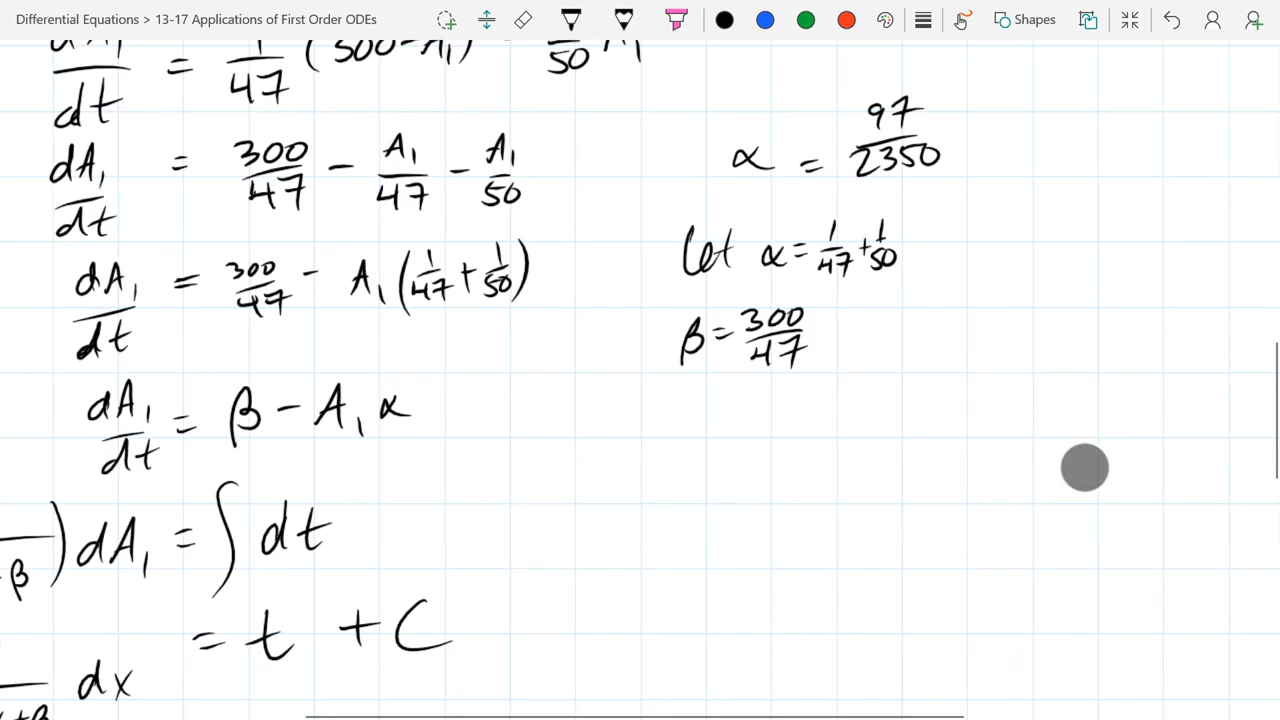 Differential Equations > 13-17 Applications of First Order ODEs
Shapes
dA₁/dt = 1/47 (300 - A₁) - 1/50 A₁
dA₁/dt = 300/47 - A₁/47 - A₁/50
α = 97/2350
dA₁/dt = 300/47 - A₁(1/47 + 1/50)
Let α = 1/47 + 1/50
β = 300/47
dA₁/dt = β - A₁ α
β) dA₁ = ∫ dt
= t + C
dx